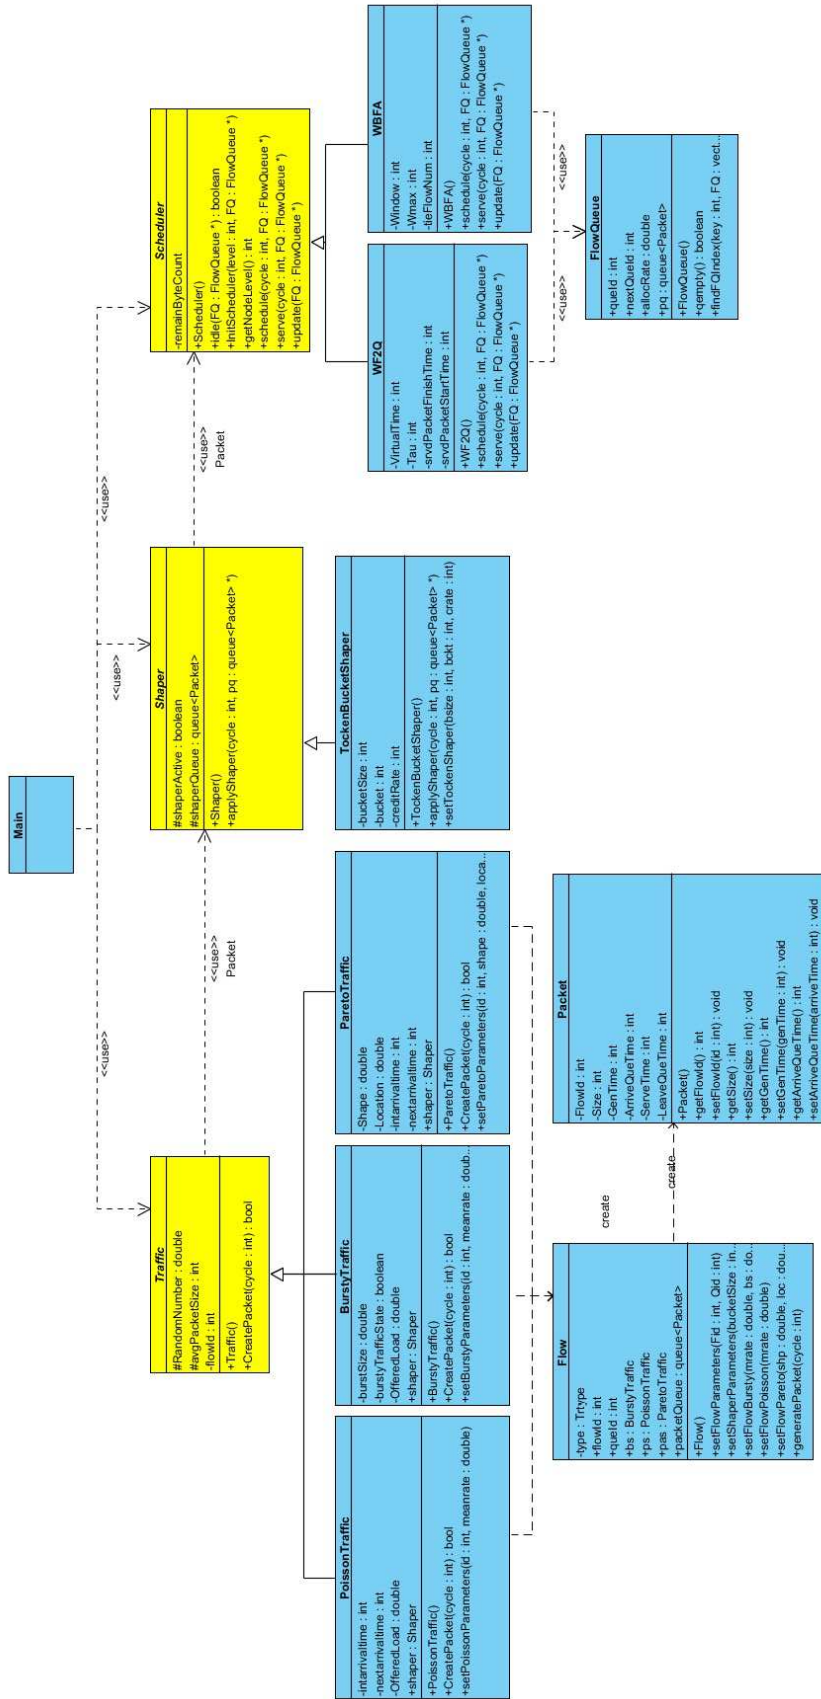 Main
<<use>>
<<use>>
<<use>>
Traffic
#RandomNumber : double
#avgPacketSize : int
-flowId : int
+Traffic()
+CreatePacket(cycle : int) : bool
<<use>>
Packet
Shaper
#shaperActive : boolean
#shaperQueue : queue<Packet>
+Shaper()
+applyShaper(cycle : int, pq : queue<Packet> *)
<<use>>
Packet
Scheduler
-remainByteCount
+Scheduler()
+idle(FQ : FlowQueue *) : boolean
+InitScheduler(level : int, FQ : FlowQueue *)
+getNodeLevel() : int
+schedule(cycle : int, FQ : FlowQueue *)
+serve(cycle : int, FQ : FlowQueue *)
+update(FQ : FlowQueue *)
PoissonTraffic
-intarrivaltime : int
-nextarrivaltime : int
-OfferedLoad : double
+shaper : Shaper
+PoissonTraffic()
+CreatePacket(cycle : int) : bool
+setPoissonParameters(id : int, meanrate : double)
BurstyTraffic
-burstSize : double
-burstyTrafficState : boolean
-OfferedLoad : double
+shaper : Shaper
+BurstyTraffic()
+CreatePacket(cycle : int) : bool
+setBurstyParameters(id : int, meanrate : doub...
ParetoTraffic
-Shape : double
-Location : double
-intarrivaltime : int
-nextarrivaltime : int
+shaper : Shaper
+ParetoTraffic()
+CreatePacket(cycle : int) : bool
+setParetoParameters(id : int, shape : double, loca...
TockenBucketShaper
-bucketSize : int
-bucket : int
-creditRate : int
+TockenBucketShaper()
+applyShaper(cycle : int, pq : queue<Packet> *)
+setTockenShaper(bsize : int, bckt : int, crate : int)
WF2Q
-VirtualTime : int
-Tau : int
-srvdPacketFinishTime : int
-srvdPacketStartTime : int
+WF2Q()
+schedule(cycle : int, FQ : FlowQueue *)
+serve(cycle : int, FQ : FlowQueue *)
+update(FQ : FlowQueue *)
WBFA
-Window : int
-Wmax : int
-tieFlowNum : int
+WBFA()
+schedule(cycle : int, FQ : FlowQueue *)
+serve(cycle : int, FQ : FlowQueue *)
+update(FQ : FlowQueue *)
<<use>>
<<use>>
Flow
-type : Trtype
+flowId : int
+queId : int
+bs : BurstyTraffic
+ps : PoissonTraffic
+pas : ParetoTraffic
+packetQueue : queue<Packet>
+Flow()
+setFlowParameters(Fid : int, Qid : int)
+setShaperParameters(bucketSize : in...
+setFlowBursty(mrate : double, bs : do...
+setFlowPoisson(mrate : double)
+setFlowPareto(shp : double, loc : dou...
+generatePacket(cycle : int)
create
create
Packet
-FlowId : int
-Size : int
-GenTime : int
-ArriveQueTime : int
-ServeTime : int
-LeaveQueTime : int
+Packet()
+getFlowId() : int
+setFlowId(id : int) : void
+getSize() : int
+setSize(size : int) : void
+getGenTime() : int
+setGenTime(genTime : int) : void
+getArriveQueTime() : int
+setArriveQueTime(arriveTime : int) : void
FlowQueue
+queId : int
+nextQueId : int
+allocRate : double
+pq : queue<Packet>
+FlowQueue()
+qempty() : boolean
+findFQIndex(key : int, FQ : vect...